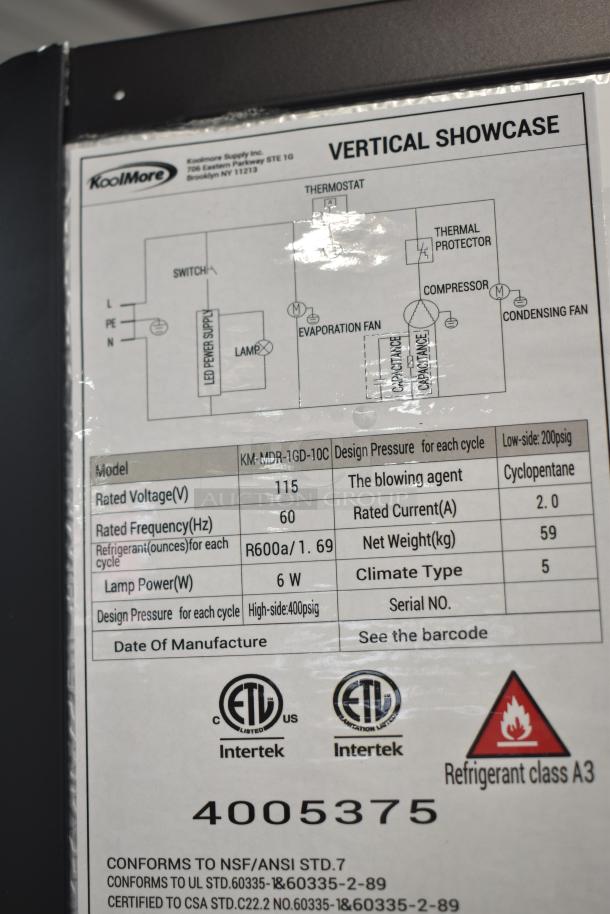 KoolMore
Koolmore Supply Inc.
706 Eastern Parkway STE 1G
Brooklyn NY 11213
VERTICAL SHOWCASE
THERMOSTAT
THERMAL
PROTECTOR
SWITCH
L
PE
N
LED POWER SUPPLY
LAMP
M
EVAPORATION FAN
COMPRESSOR
CAPACITANCE
CAPACITANCE
M
CONDENSING FAN
Model KM-MDR-1GD-10C Design Pressure for each cycle Low-side: 200psig
Rated Voltage(V) 115 The blowing agent Cyclopentane
Rated Frequency(Hz) 60 Rated Current(A) 2.0
Refrigerant(ounces)for each
cycle R600a/1.69 Net Weight(kg) 59
Lamp Power(W) 6 W Climate Type 5
Design Pressure for each cycle High-side:400psig Serial NO.
Date Of Manufacture See the barcode
AUCTION GROUP
C ETL US
LISTED
Intertek
ETL
SANITATION LISTED
Intertek
Refrigerant class A3
4005375
CONFORMS TO NSF/ANSI STD.7
CONFORMS TO UL STD.60335-1&60335-2-89
CERTIFIED TO CSA STD.C22.2 NO.60335-1&60335-2-89